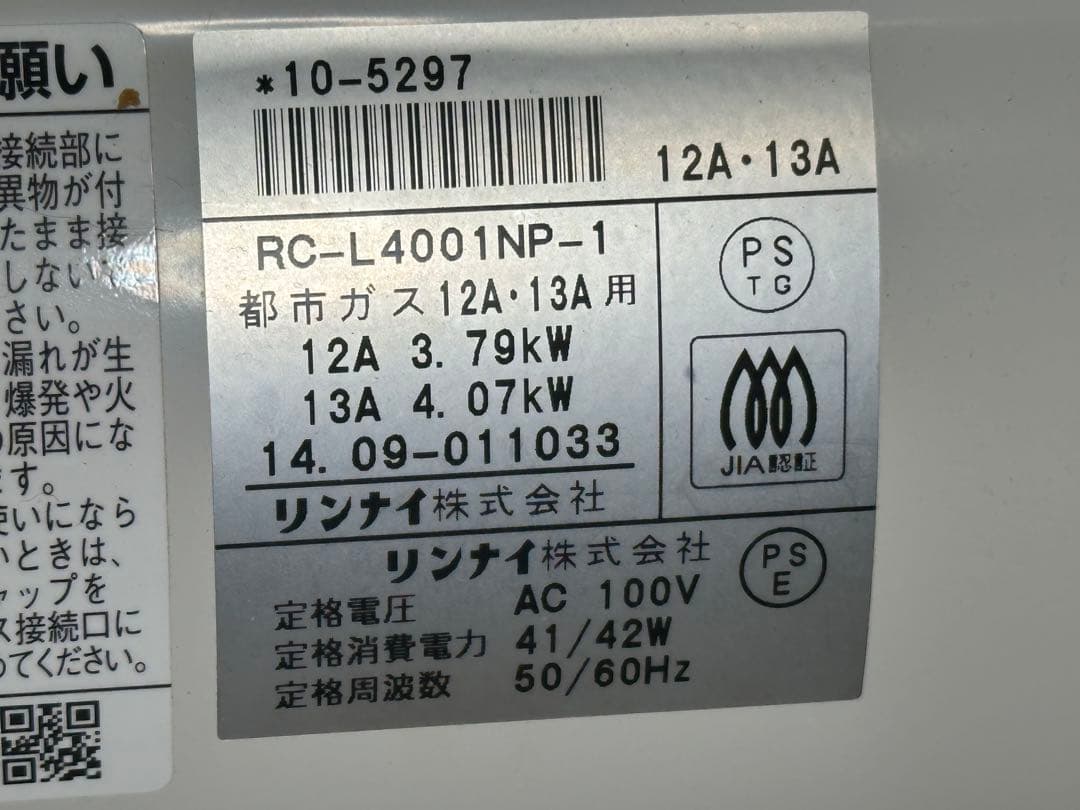 願い
接続部に
異物が付
たまま接
しない
さい。
漏れが生
爆発や火
原因にな
ます。
使いになら
いときは、
ャップを
ス接続口に
めてください。
*10-5297
12A・13A
RC-L4001NP-1
都市ガス12A・13A用
12A 3.79kW
13A 4.07kW
14.09-011033
リンナイ株式会社
PS
TG
JIA認証
リンナイ株式会社
PS
E
定格電圧 AC 100V
定格消費電力 41/42W
定格周波数 50/60Hz